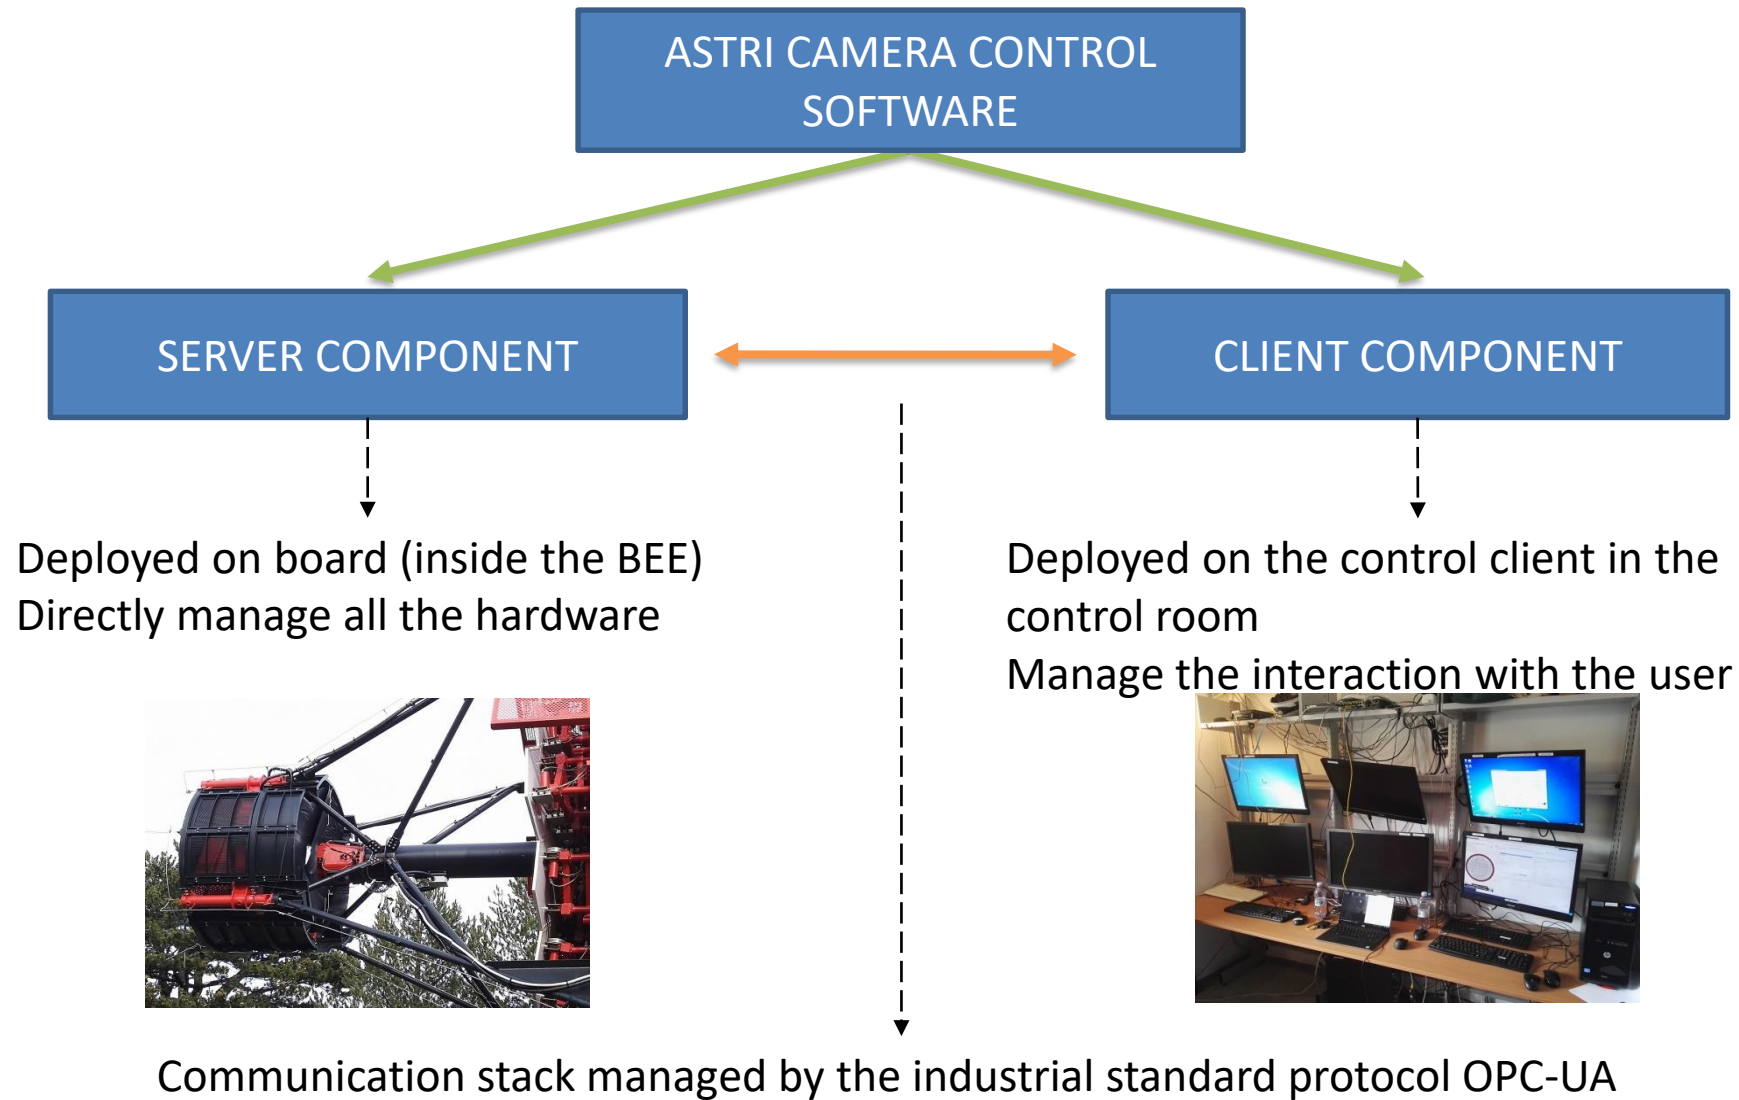 ASTRI CAMERA CONTROL
SOFTWARE
SERVER COMPONENT
CLIENT COMPONENT
Deployed on board (inside the BEE)
Directly manage all the hardware
Deployed on the control client in the
control room
Manage the interaction with the user
Communication stack managed by the industrial standard protocol OPC-UA